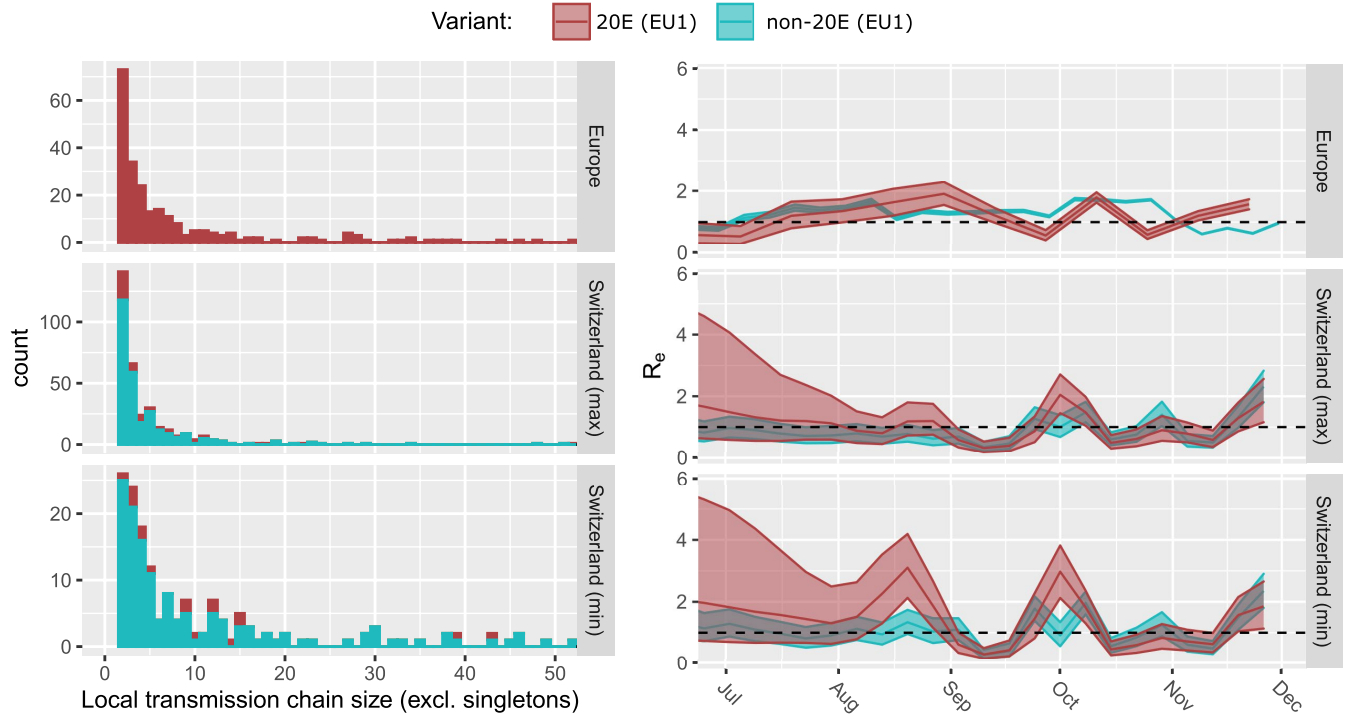 Variant: 20E (EU1) non-20E (EU1)
count
60
40
20
0
Europe
100
50
0
Switzerland (max)
20
10
0
Switzerland (min)
0 10 20 30 40 50
Local transmission chain size (excl. singletons)
Re
6
4
2
0
Europe
6
4
2
0
Switzerland (max)
6
4
2
0
Switzerland (min)
Jul Aug Sep Oct Nov Dec